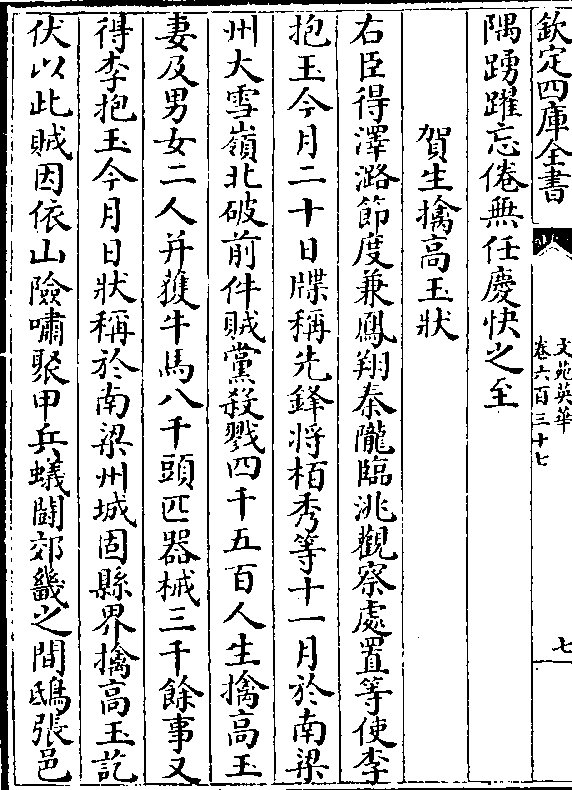 欽定四庫全書
文苑英華
卷六百三十七
七
隅踴躍忘倦無任慶快之至
賀生擒高玉狀
右臣得澤潞節度兼鳳翔秦隴臨洮觀察處置等使李
抱玉今月二十日牒稱先鋒將栢秀等十一月於南梁
州大雪嶺北破前件賊黨殺戮四千五百人生擒高玉
妻及男女二人并獲牛馬八千頭匹器械三千餘事又
得李抱玉今月日狀稱於南梁州城固縣界擒高玉訖
伏以此賊因依山險嘯聚甲兵蟻鬪郊畿之間鴟張邑